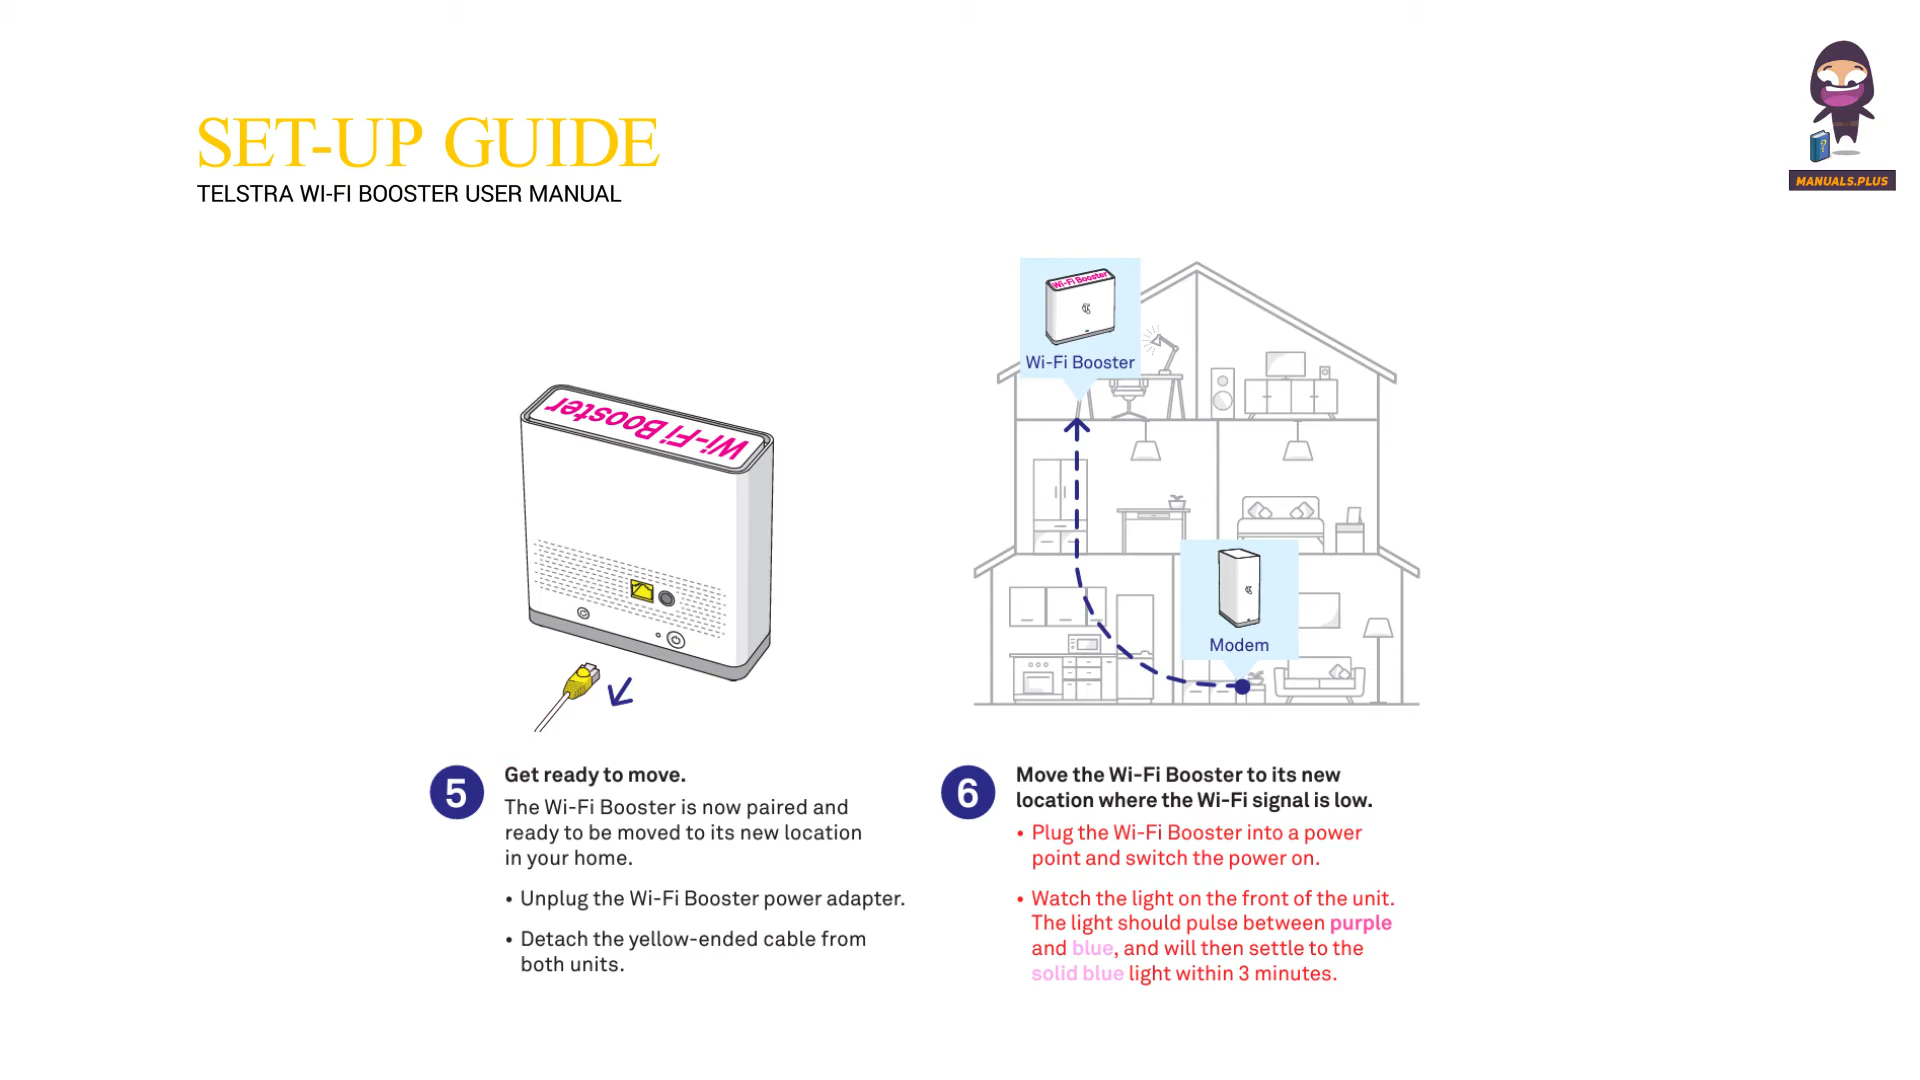 SET-UP GUIDE
TELSTRA WI-FI BOOSTER USER MANUAL
MANUALS.PLUS
Wi-Fi Booster
Wi-Fi Booster
Wi-Fi Booster
Modem
5
Get ready to move.
The Wi-Fi Booster is now paired and
ready to be moved to its new location
in your home.
• Unplug the Wi-Fi Booster power adapter.
• Detach the yellow-ended cable from
both units.
6
Move the Wi-Fi Booster to its new
location where the Wi-Fi signal is low.
• Plug the Wi-Fi Booster into a power
point and switch the power on.
• Watch the light on the front of the unit.
The light should pulse between purple
and blue, and will then settle to the
solid blue light within 3 minutes.